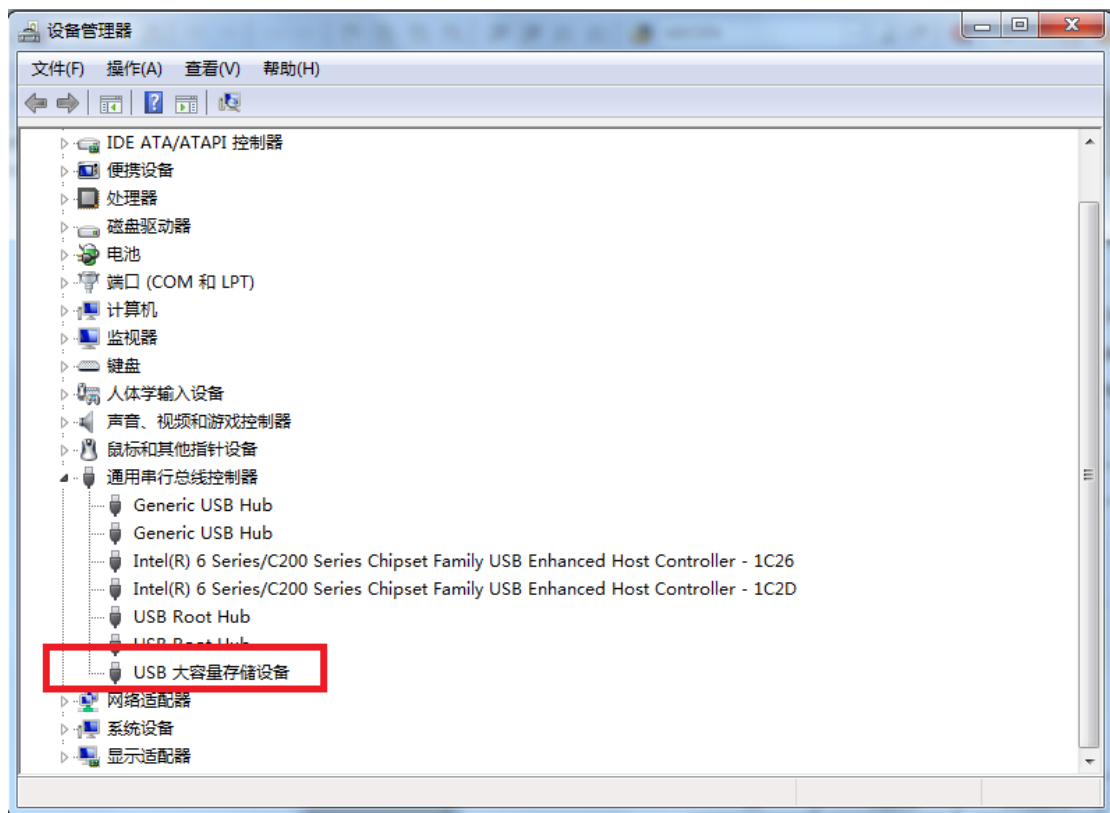 设备管理器
文件(F) 操作(A) 查看(V) 帮助(H)
IDE ATA/ATAPI 控制器
便携设备
处理器
磁盘驱动器
电池
端口 (COM 和 LPT)
计算机
监视器
键盘
人体学输入设备
声音、视频和游戏控制器
鼠标和其他指针设备
通用串行总线控制器
Generic USB Hub
Generic USB Hub
Intel(R) 6 Series/C200 Series Chipset Family USB Enhanced Host Controller - 1C26
Intel(R) 6 Series/C200 Series Chipset Family USB Enhanced Host Controller - 1C2D
USB Root Hub
USB Root Hub
USB 大容量存储设备
网络适配器
系统设备
显示适配器